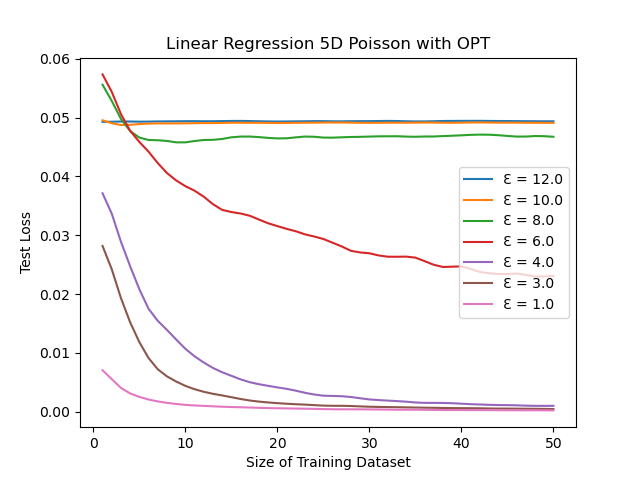 Linear Regression 5D Poisson with OPT
0.06
0.05
0.04
0.03
0.02
0.01
0.00
Test Loss
Ɛ = 12.0
Ɛ = 10.0
Ɛ = 8.0
Ɛ = 6.0
Ɛ = 4.0
Ɛ = 3.0
Ɛ = 1.0
0 10 20 30 40 50
Size of Training Dataset